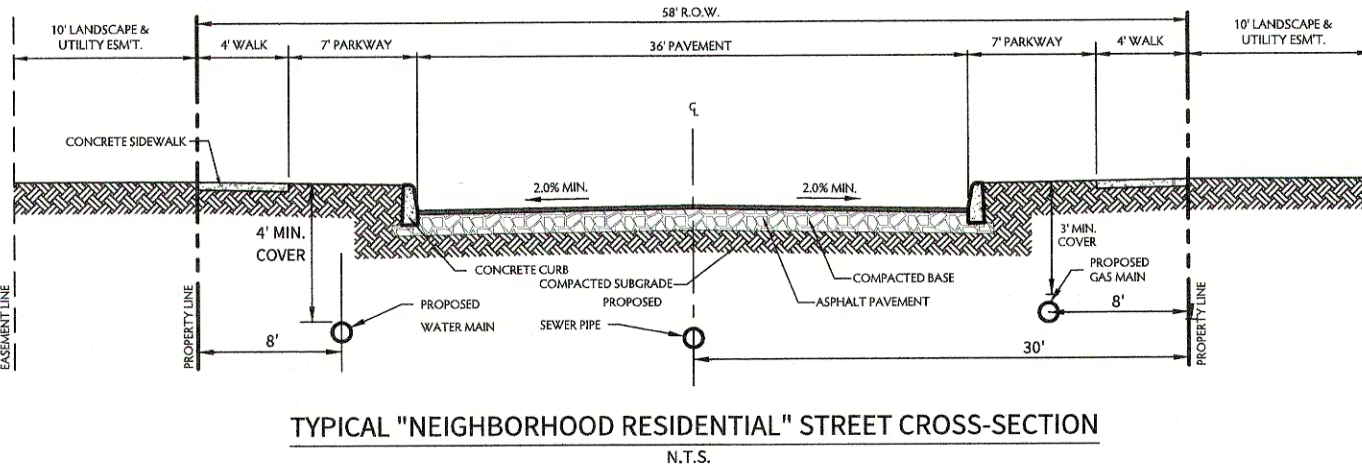 58' R.O.W.
10' LANDSCAPE &
UTILITY ESM'T.
4' WALK
7' PARKWAY
36' PAVEMENT
7' PARKWAY
4' WALK
10' LANDSCAPE &
UTILITY ESM'T.
CL
CONCRETE SIDEWALK
2.0% MIN.
2.0% MIN.
4' MIN.
COVER
3' MIN.
COVER
CONCRETE CURB
COMPACTED SUBGRADE
COMPACTED BASE
ASPHALT PAVEMENT
PROPOSED
GAS MAIN
PROPOSED
WATER MAIN
PROPOSED
SEWER PIPE
8'
8'
30'
EASEMENT LINE
PROPERTY LINE
PROPERTY LINE
TYPICAL "NEIGHBORHOOD RESIDENTIAL" STREET CROSS-SECTION
N.T.S.